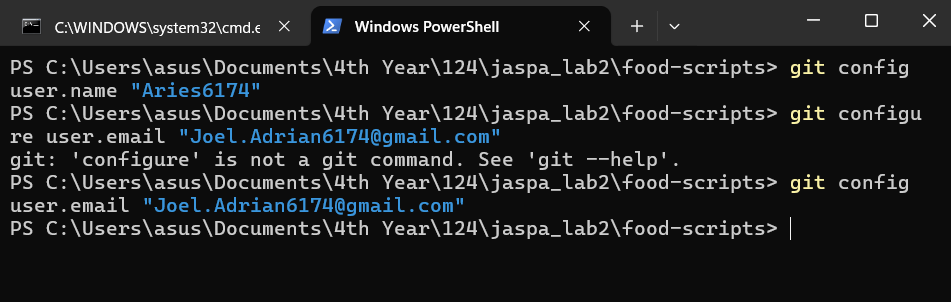 C:\WINDOWS\system32\cmd.e
Windows PowerShell
PS C:\Users\asus\Documents\4th Year\124\jaspa_lab2\food-scripts> git config
user.name "Aries6174"
PS C:\Users\asus\Documents\4th Year\124\jaspa_lab2\food-scripts> git configu
re user.email "Joel.Adrian6174@gmail.com"
git: 'configure' is not a git command. See 'git --help'.
PS C:\Users\asus\Documents\4th Year\124\jaspa_lab2\food-scripts> git config
user.email "Joel.Adrian6174@gmail.com"
PS C:\Users\asus\Documents\4th Year\124\jaspa_lab2\food-scripts>